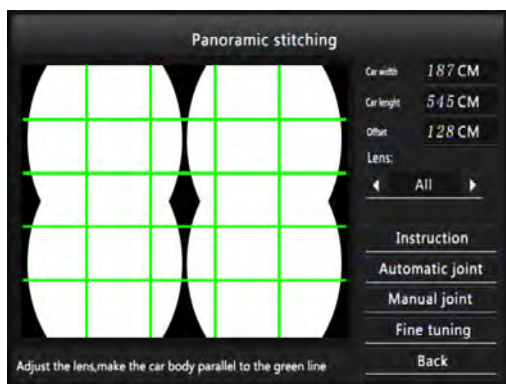 Panoramic stitching
Car width 187 CM
Car lenght 545 CM
Offset 128 CM
Lens:
All
Instruction
Automatic joint
Manual joint
Fine tuning
Back
Adjust the lens,make the car body parallel to the green line